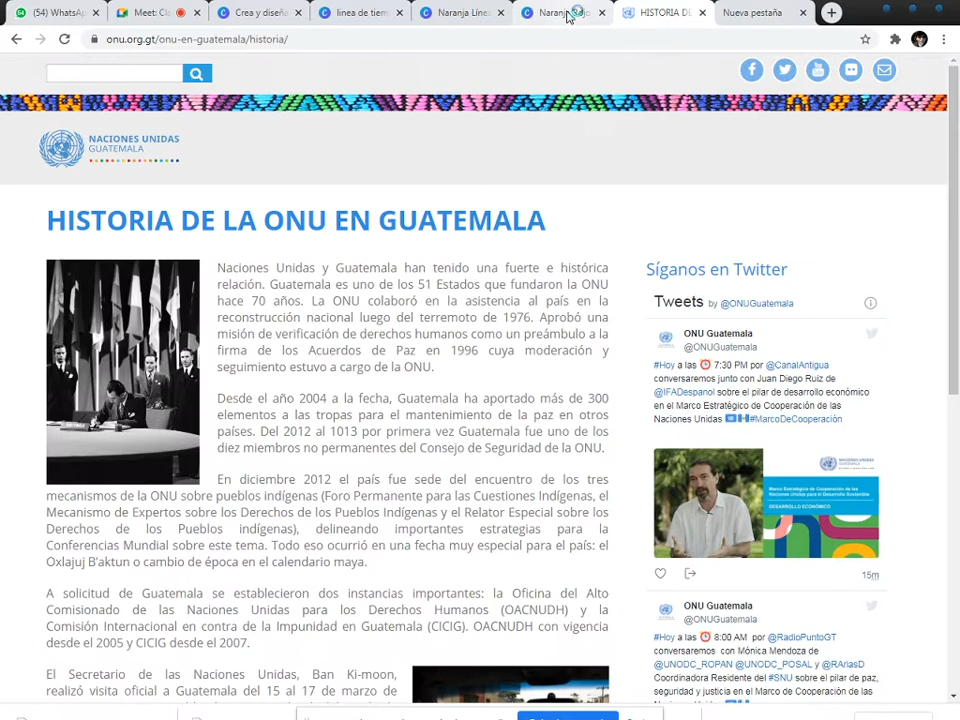 (54) WhatsAp
Meet: Cla
Crea y diseña
linea de tiem
Naranja Líne
Naranja Rojo
HISTORIA DE
Nueva pestaña
onu.org.gt/onu-en-guatemala/historia/
NACIONES UNIDAS
GUATEMALA
HISTORIA DE LA ONU EN GUATEMALA
Naciones Unidas y Guatemala han tenido una fuerte e histórica
relación. Guatemala es uno de los 51 Estados que fundaron la ONU
hace 70 años. La ONU colaboró en la asistencia al país en la
reconstrucción nacional luego del terremoto de 1976. Aprobó una
misión de verificación de derechos humanos como un preámbulo a la
firma de los Acuerdos de Paz en 1996 cuya moderación y
seguimiento estuvo a cargo de la ONU.
Desde el año 2004 a la fecha, Guatemala ha aportado más de 300
elementos a las tropas para el mantenimiento de la paz en otros
países. Del 2012 al 1013 por primera vez Guatemala fue uno de los
diez miembros no permanentes del Consejo de Seguridad de la ONU.
En diciembre 2012 el país fue sede del encuentro de los tres
mecanismos de la ONU sobre pueblos indígenas (Foro Permanente para las Cuestiones Indígenas, el
Mecanismo de Expertos sobre los Derechos de los Pueblos Indígenas y el Relator Especial sobre los
Derechos de los Pueblos indígenas), delineando importantes estrategias para la
Conferencias Mundial sobre este tema. Todo eso ocurrió en una fecha muy especial para el país: el
Oxlajuj B'aktun o cambio de época en el calendario maya.
A solicitud de Guatemala se establecieron dos instancias importantes: la Oficina del Alto
Comisionado de las Naciones Unidas para los Derechos Humanos (OACNUDH) y la
Comisión Internacional en contra de la Impunidad en Guatemala (CICIG). OACNUDH con vigencia
desde el 2005 y CICIG desde el 2007.
El Secretario de las Naciones Unidas, Ban Ki-moon,
realizó visita oficial a Guatemala del 15 al 17 de marzo de
Síganos en Twitter
Tweets by @ONUGuatemala
ONU Guatemala
@ONUGuatemala
#Hoy a las ⏰ 7:30 PM por @CanalAntigua
conversaremos junto con Juan Diego Ruiz de
@IFADespanol sobre el pilar de desarrollo económico
en el Marco Estratégico de Cooperación de las
Naciones Unidas #MarcoDeCooperación
Marco Estratégico de Cooperación de las
Naciones Unidas para el Desarrollo Sostenible
DESARROLLO ECONÓMICO
15m
ONU Guatemala
@ONUGuatemala
#Hoy a las ⏰ 8:00 AM por @RadioPuntoGT
conversaremos con Mónica Mendoza de
@UNODC_ROPAN @UNODC_POSAL y @RAriasD
Coordinadora Residente del #SNU sobre el pilar de paz,
seguridad y justicia en el Marco de Cooperación de las